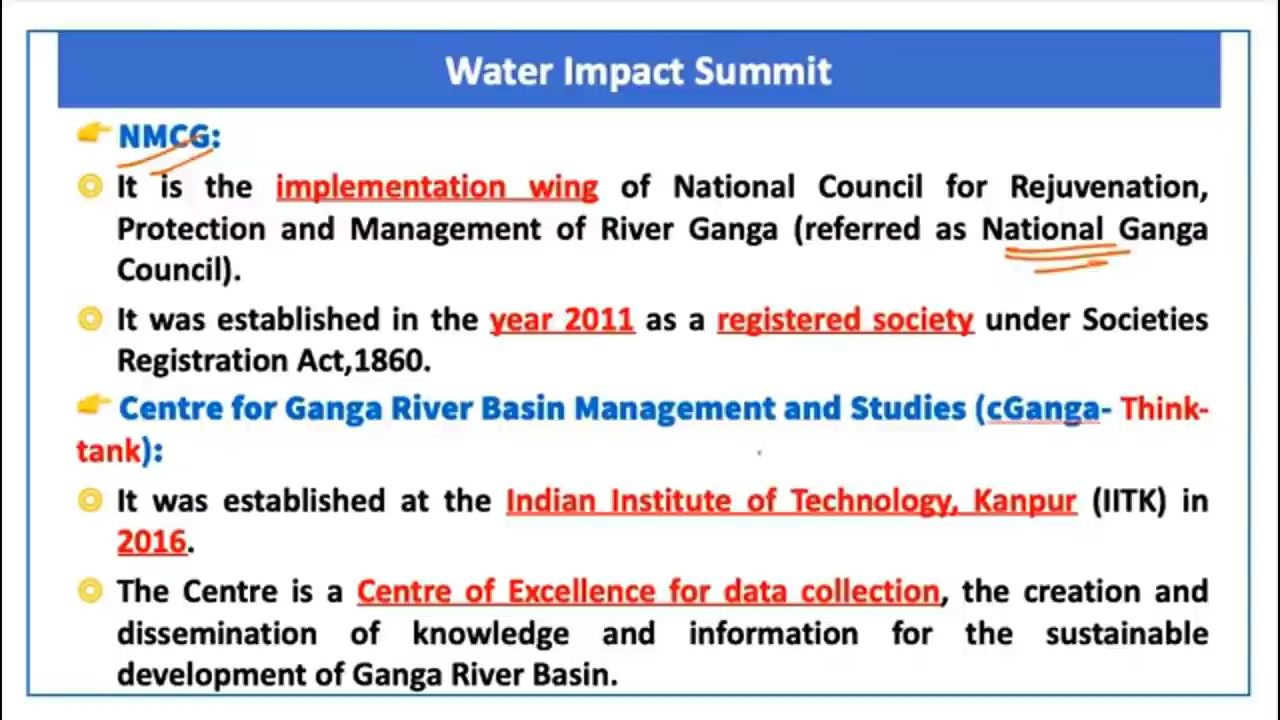 Water Impact Summit
NMCG:
It is the implementation wing of National Council for Rejuvenation,
Protection and Management of River Ganga (referred as National Ganga
Council).
It was established in the year 2011 as a registered society under Societies
Registration Act,1860.
Centre for Ganga River Basin Management and Studies (cGanga- Think-
tank):
It was established at the Indian Institute of Technology, Kanpur (IITK) in
2016.
The Centre is a Centre of Excellence for data collection, the creation and
dissemination of knowledge and information for the sustainable
development of Ganga River Basin.